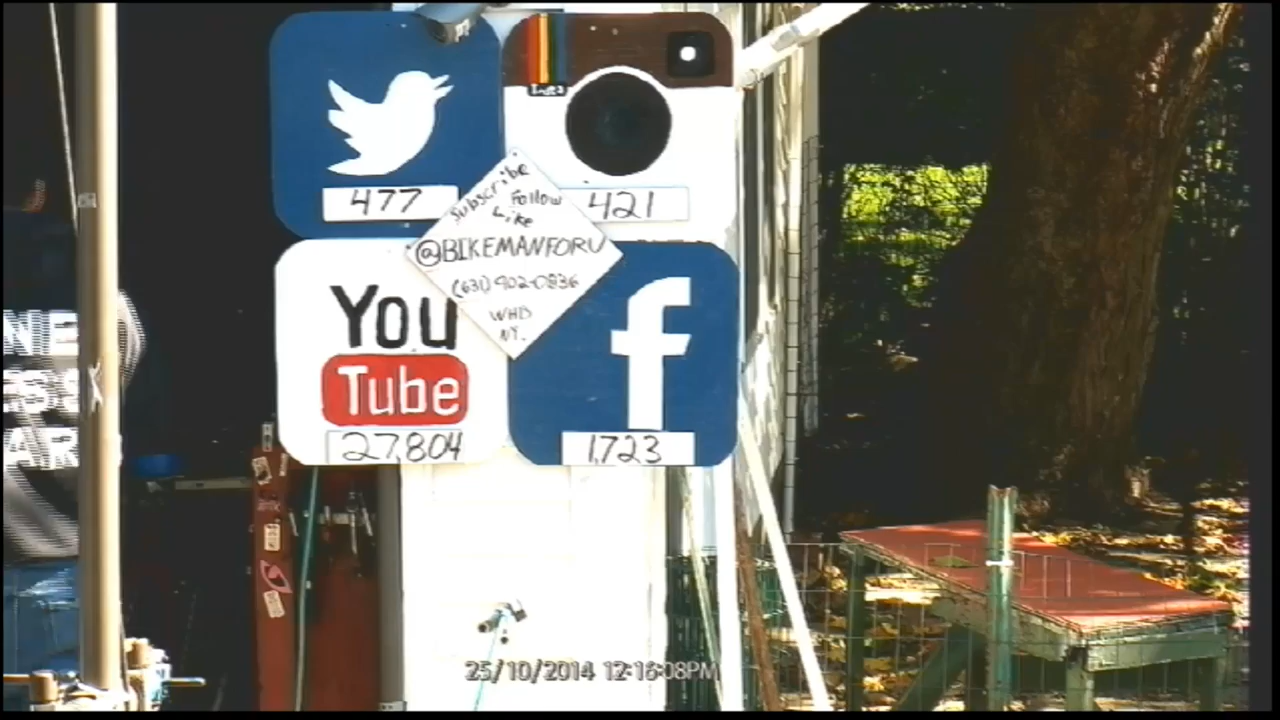 Insta
477
421
Subscribe
Follow
Like
@BIKEMANFORU
(631) 902-0836
WHB
NY.
You
Tube
27,804
f
1,723
25/10/2014 12:16:08PM